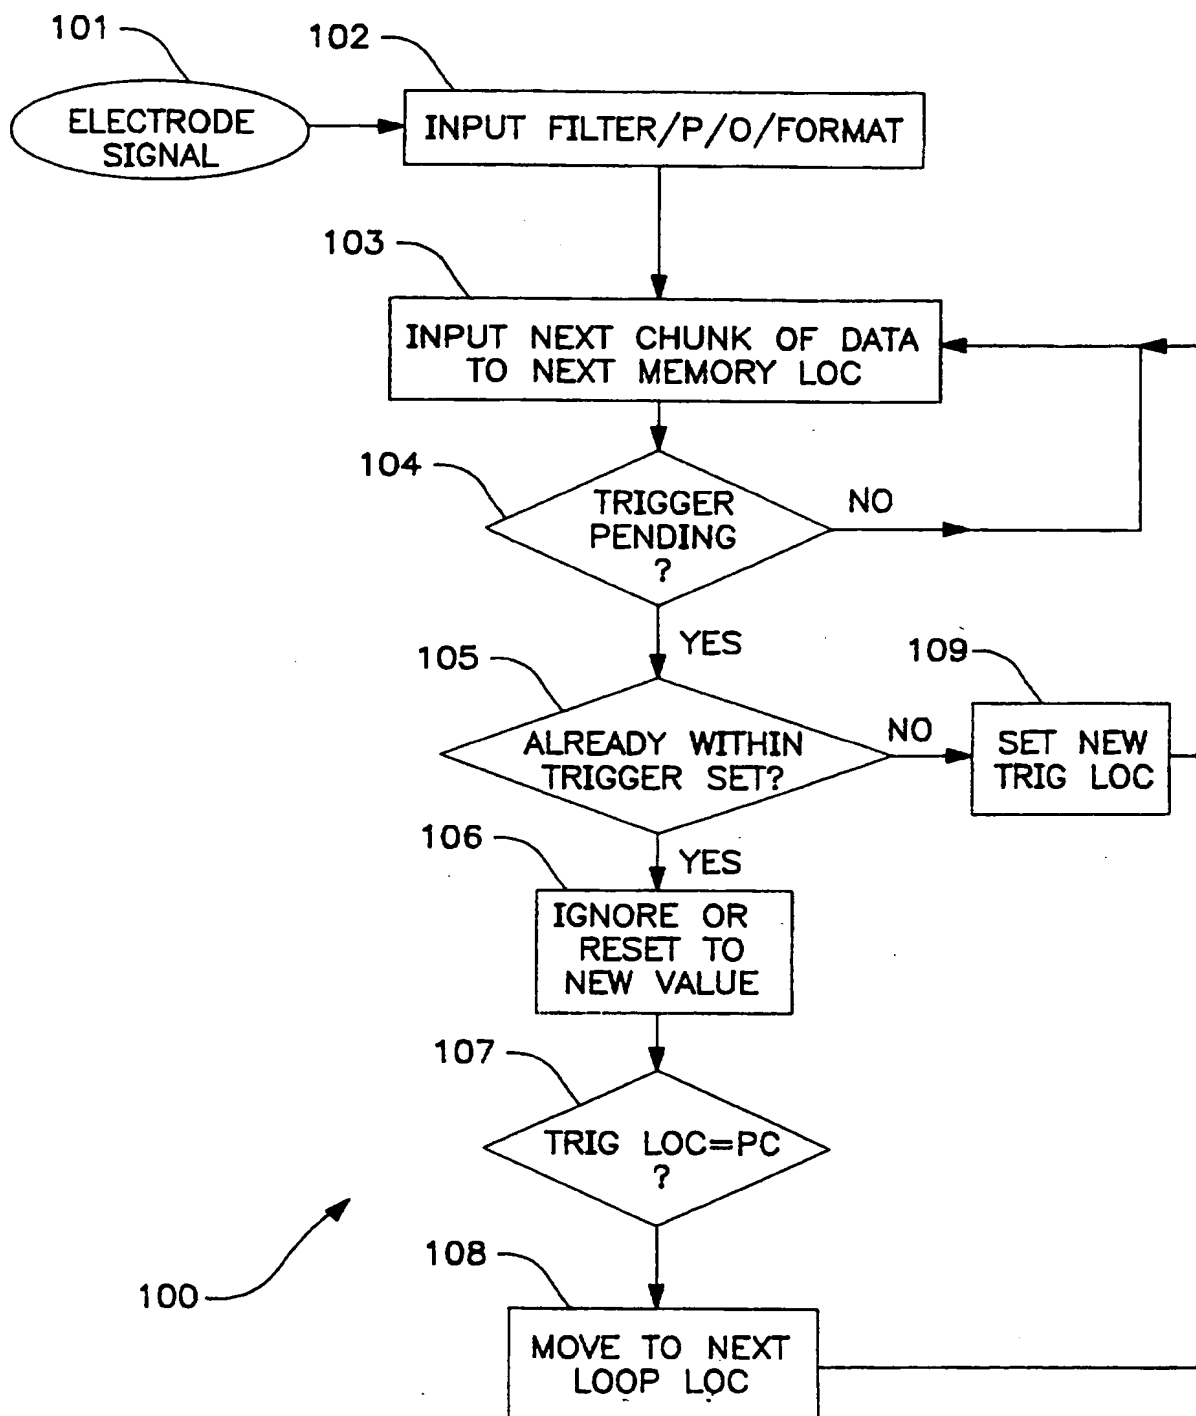 101
ELECTRODE
SIGNAL
102
INPUT FILTER/P/O/FORMAT
103
INPUT NEXT CHUNK OF DATA
TO NEXT MEMORY LOC
104
TRIGGER
PENDING
?
NO
YES
105
ALREADY WITHIN
TRIGGER SET?
NO
109
SET NEW
TRIG LOC
YES
106
IGNORE OR
RESET TO
NEW VALUE
107
TRIG LOC=PC
?
100
108
MOVE TO NEXT
LOOP LOC